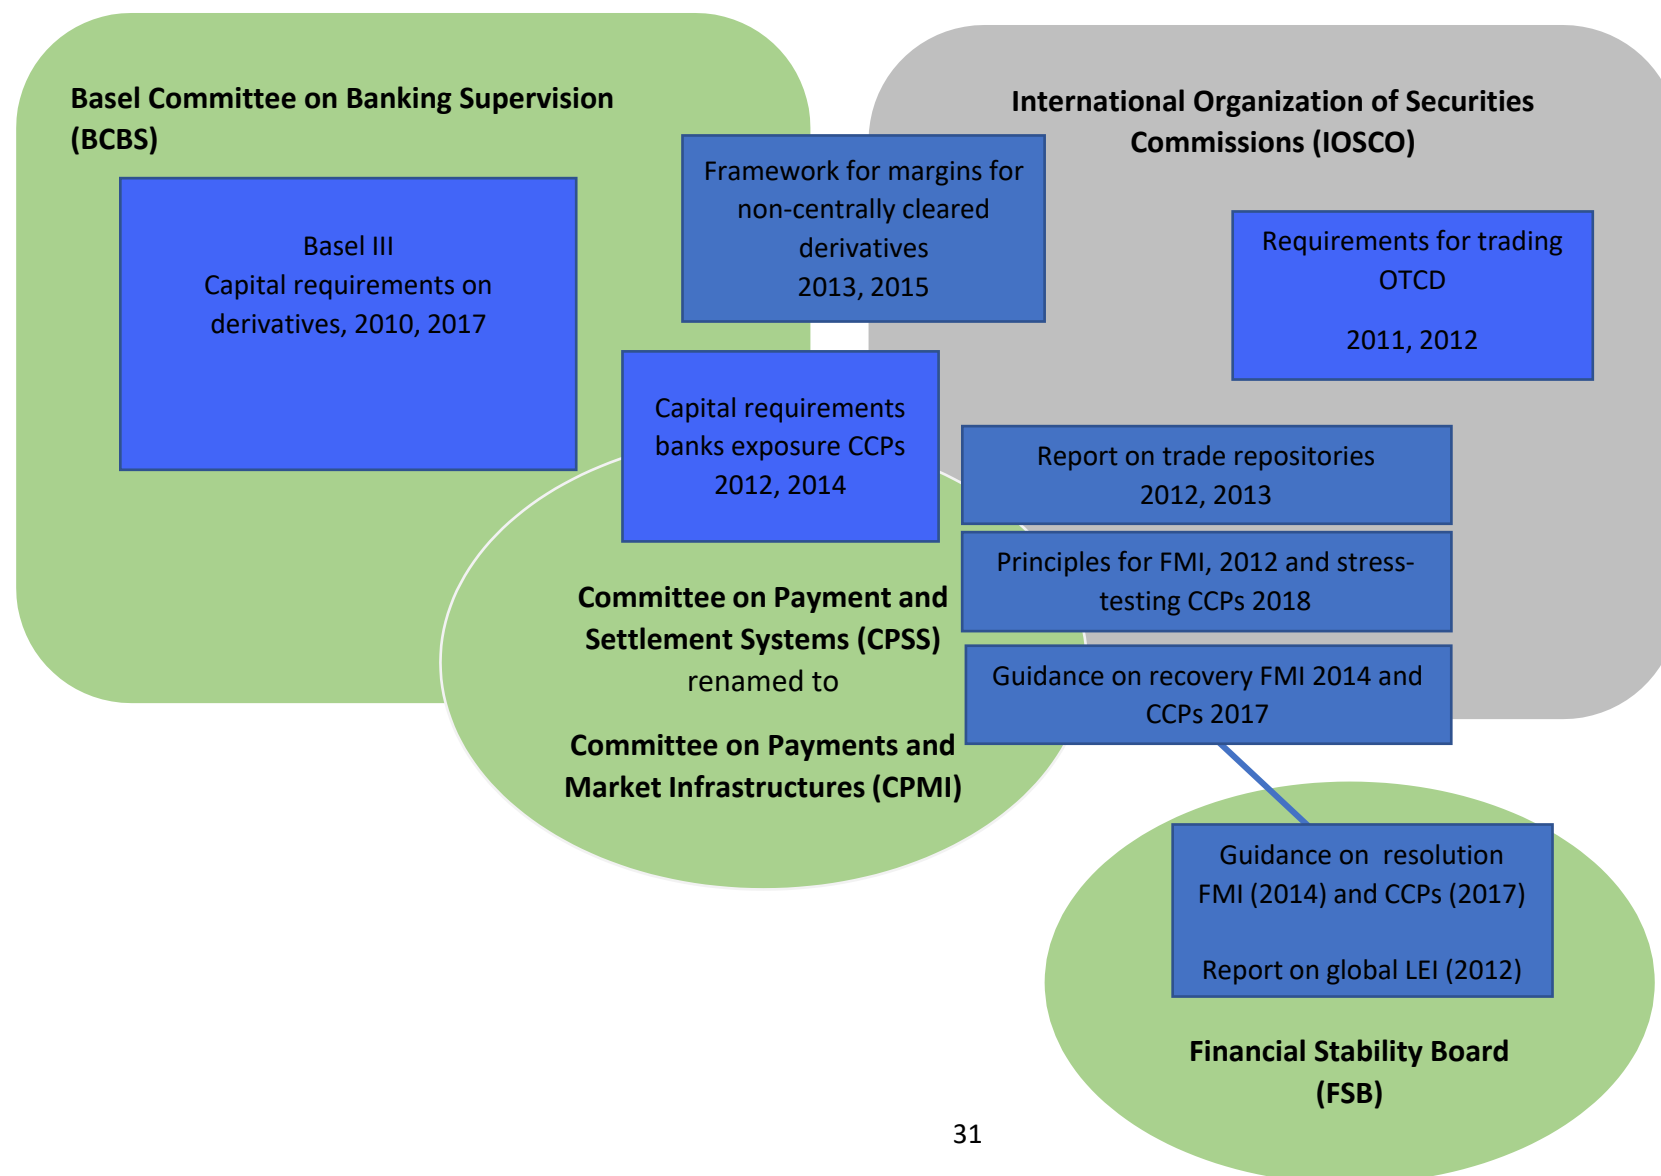 Basel Committee on Banking Supervision
(BCBS)
International Organization of Securities
Commissions (IOSCO)
Framework for margins for
non-centrally cleared
derivatives
2013, 2015
Basel III
Capital requirements on
derivatives, 2010, 2017
Requirements for trading
OTCD
2011, 2012
Capital requirements
banks exposure CCPs
2012, 2014
Report on trade repositories
2012, 2013
Principles for FMI, 2012 and stress-
testing CCPs 2018
Committee on Payment and
Settlement Systems (CPSS)
renamed to
Committee on Payments and
Market Infrastructures (CPMI)
Guidance on recovery FMI 2014 and
CCPs 2017
Guidance on  resolution
FMI (2014) and CCPs (2017)
Report on global LEI (2012)
Financial Stability Board
(FSB)
31